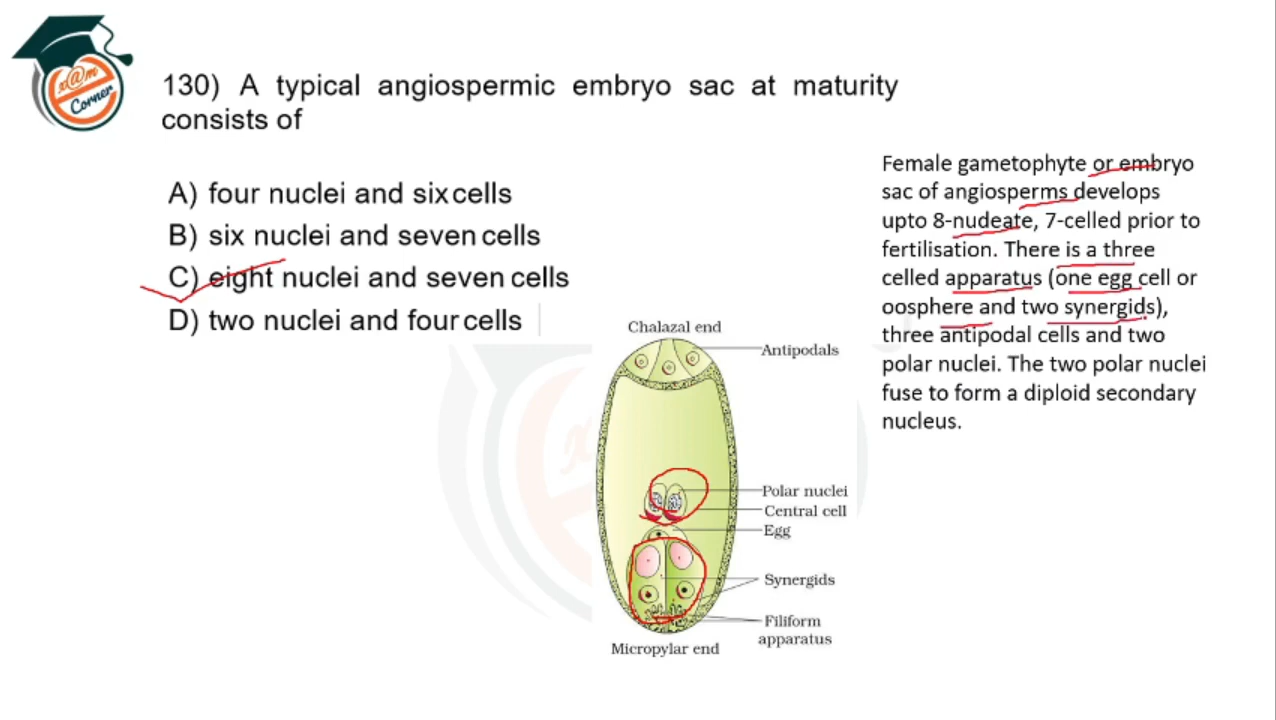 x@m
Corner
130) A typical angiospermic embryo sac at maturity
consists of
A) four nuclei and six cells
B) six nuclei and seven cells
C) eight nuclei and seven cells
D) two nuclei and four cells
Female gametophyte or embryo
sac of angiosperms develops
upto 8-nudeate, 7-celled prior to
fertilisation. There is a three
celled apparatus (one egg cell or
oosphere and two synergids),
three antipodal cells and two
polar nuclei. The two polar nuclei
fuse to form a diploid secondary
nucleus.
Chalazal end
Antipodals
Polar nuclei
Central cell
Egg
Synergids
Filiform
apparatus
Micropylar end